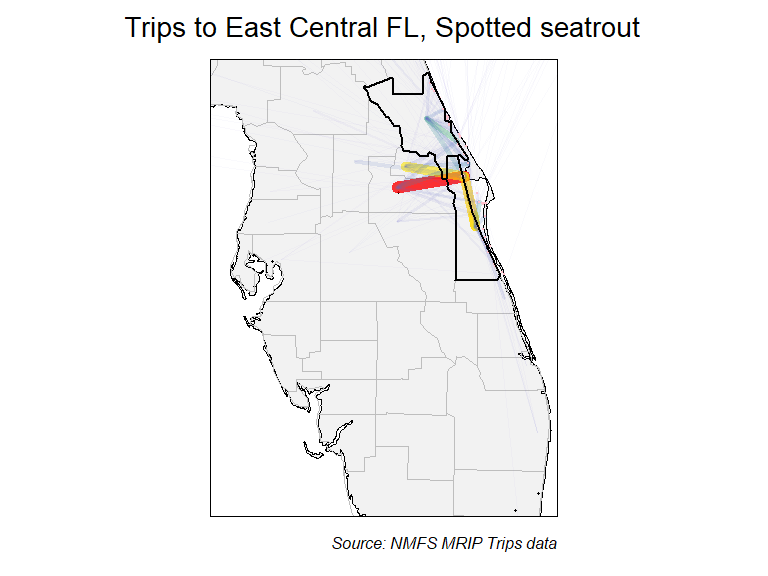 Trips to East Central FL, Spotted seatrout
Source: NMFS MRIP Trips data